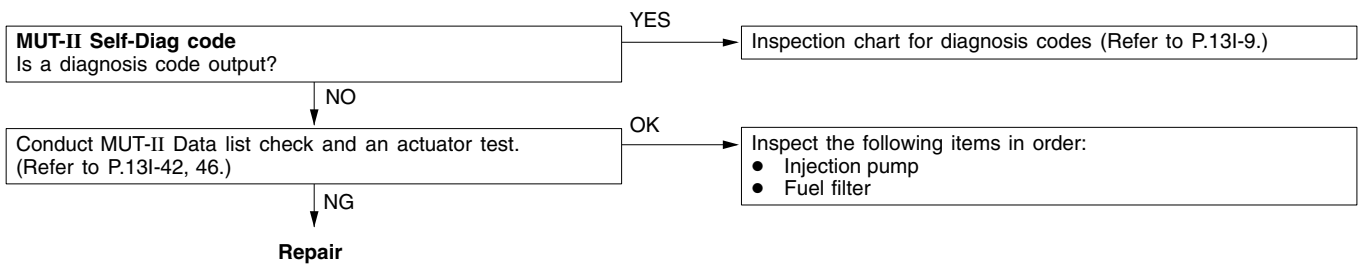 YES
MUT-II Self-Diag code
Is a diagnosis code output?
Inspection chart for diagnosis codes (Refer to P.13I-9.)
NO
Conduct MUT-II Data list check and an actuator test.
(Refer to P.13I-42, 46.)
OK
Inspect the following items in order:
● Injection pump
● Fuel filter
NG
Repair